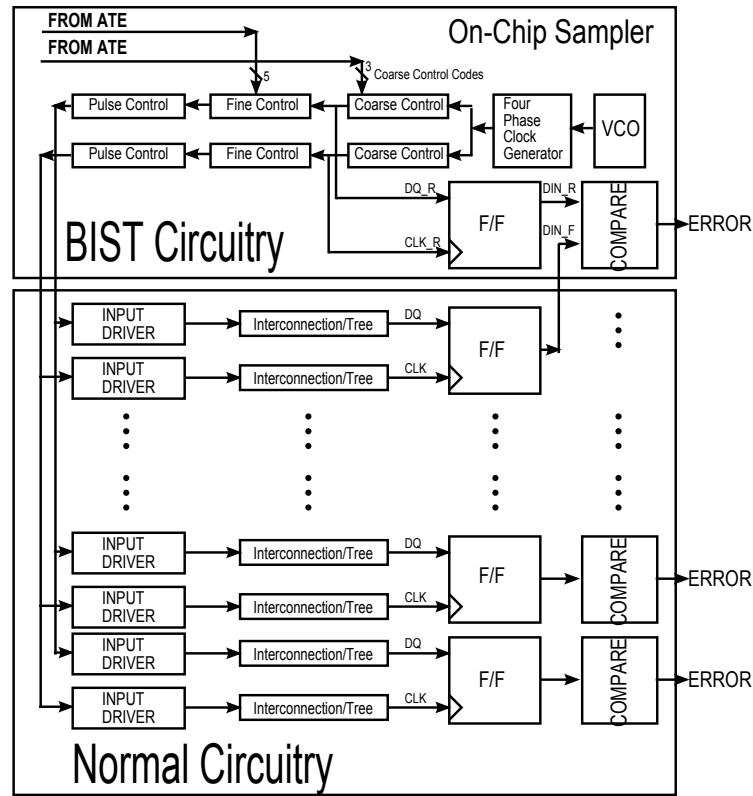 FROM ATE
On-Chip Sampler
FROM ATE
5
3
Coarse Control Codes
Pulse Control
Fine Control
Coarse Control
Four
Phase
Clock
Generator
VCO
Pulse Control
Fine Control
Coarse Control
DQ_R
DIN_R
F/F
COMPARE
ERROR
DIN_F
CLK_R
BIST Circuitry
INPUT
DRIVER
Interconnection/Tree
DQ
F/F
INPUT
DRIVER
Interconnection/Tree
CLK
INPUT
DRIVER
Interconnection/Tree
DQ
F/F
COMPARE
ERROR
INPUT
DRIVER
Interconnection/Tree
CLK
INPUT
DRIVER
Interconnection/Tree
DQ
F/F
COMPARE
ERROR
INPUT
DRIVER
Interconnection/Tree
CLK
Normal Circuitry